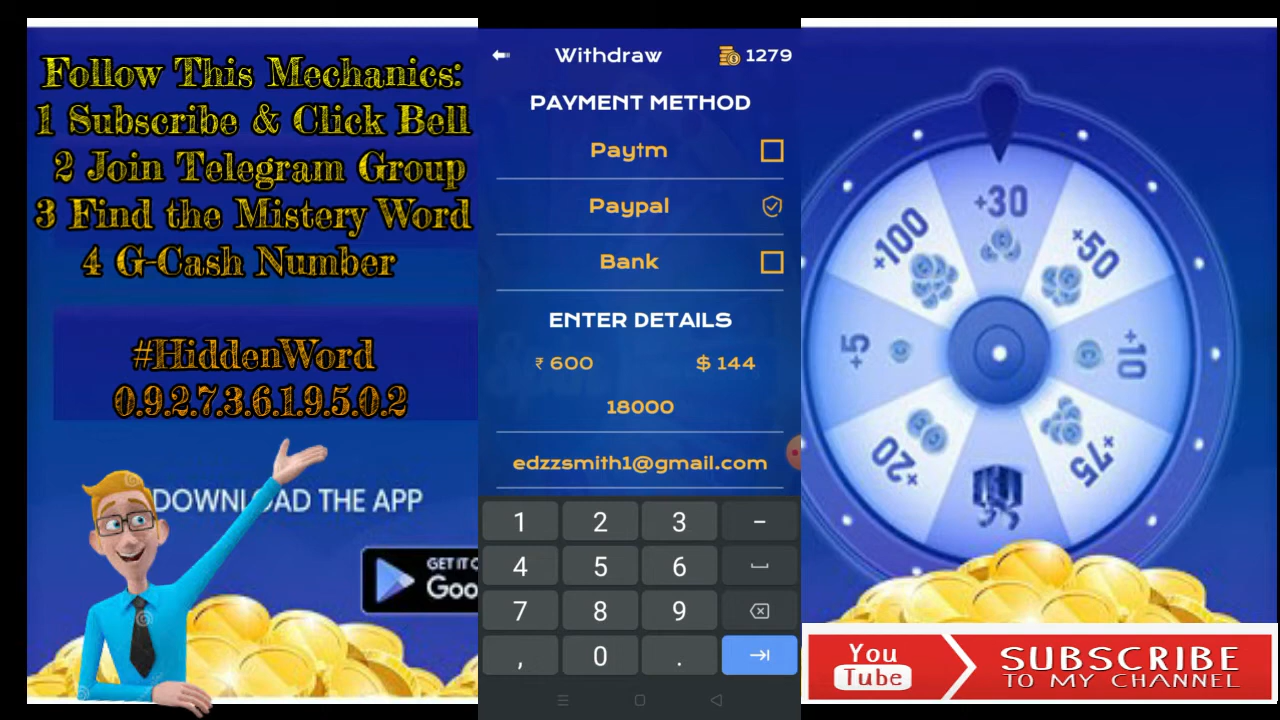 Follow This Mechanics:
1 Subscribe & Click Bell
2 Join Telegram Group
3 Find the Mistery Word
4 G-Cash Number
#HiddenWord
0.9.2.7.3.6.1.9.5.0.2
DOWNLOAD THE APP
GET IT O
Goo
Withdraw
1279
PAYMENT METHOD
Paytm
Paypal
Bank
ENTER DETAILS
₹ 600 $ 144
18000
edzzsmith1@gmail.com
1 2 3 -
4 5 6
7 8 9
, 0 .
+30
+50
+10
+75
+20
+5
+100
You
Tube
SUBSCRIBE
TO MY CHANNEL